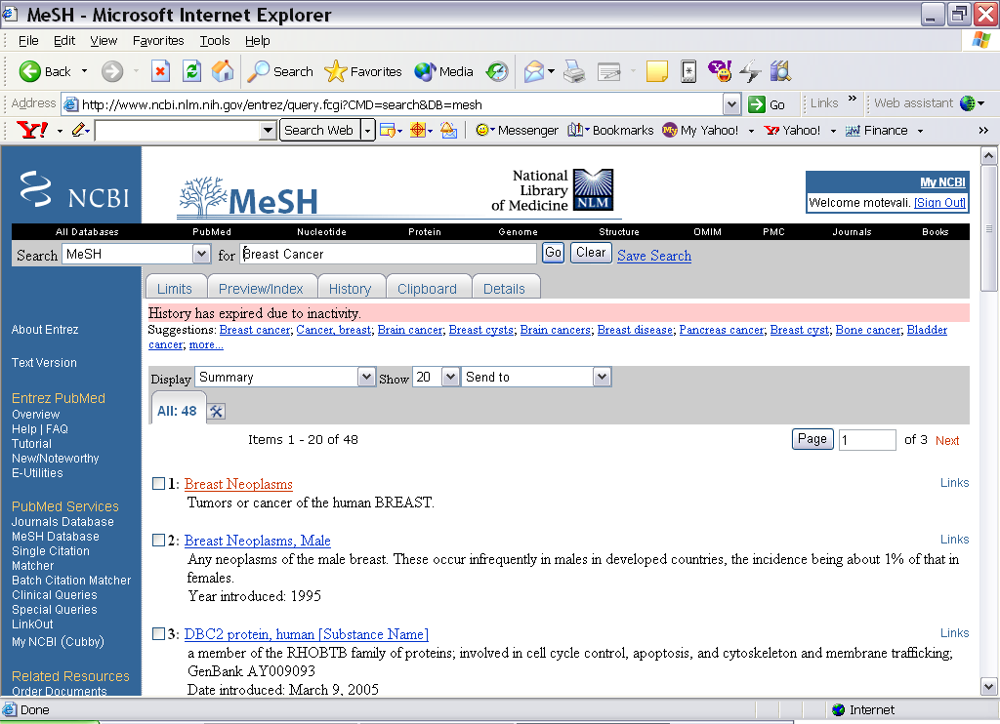 MeSH - Microsoft Internet Explorer
File Edit View Favorites Tools Help
Back Search Favorites Media
Address http://www.ncbi.nlm.nih.gov/entrez/query.fcgi?CMD=search&DB=mesh Go Links » Web assistant
Y! Search Web Messenger Bookmarks My Yahoo! Yahoo! Finance »
NCBI MeSH
National
Library
of Medicine NLM
My NCBI
Welcome motevali. [Sign Out]
All Databases PubMed Nucleotide Protein Genome Structure OMIM PMC Journals Books
Search MeSH for Breast Cancer Go Clear Save Search
Limits Preview/Index History Clipboard Details
History has expired due to inactivity.
Suggestions: Breast cancer; Cancer, breast; Brain cancer; Breast cysts; Brain cancers; Breast disease; Pancreas cancer; Breast cyst; Bone cancer; Bladder
cancer; more...
Display Summary Show 20 Send to
All: 48
Items 1 - 20 of 48 Page 1 of 3 Next
1: Breast Neoplasms Links
Tumors or cancer of the human BREAST.
2: Breast Neoplasms, Male Links
Any neoplasms of the male breast. These occur infrequently in males in developed countries, the incidence being about 1% of that in
females.
Year introduced: 1995
3: DBC2 protein, human [Substance Name] Links
a member of the RHOBTB family of proteins; involved in cell cycle control, apoptosis, and cytoskeleton and membrane trafficking;
GenBank AY009093
Date introduced: March 9, 2005
About Entrez
Text Version
Entrez PubMed
Overview
Help | FAQ
Tutorial
New/Noteworthy
E-Utilities
PubMed Services
Journals Database
MeSH Database
Single Citation
Matcher
Batch Citation Matcher
Clinical Queries
Special Queries
LinkOut
My NCBI (Cubby)
Related Resources
Order Documents
Done Internet